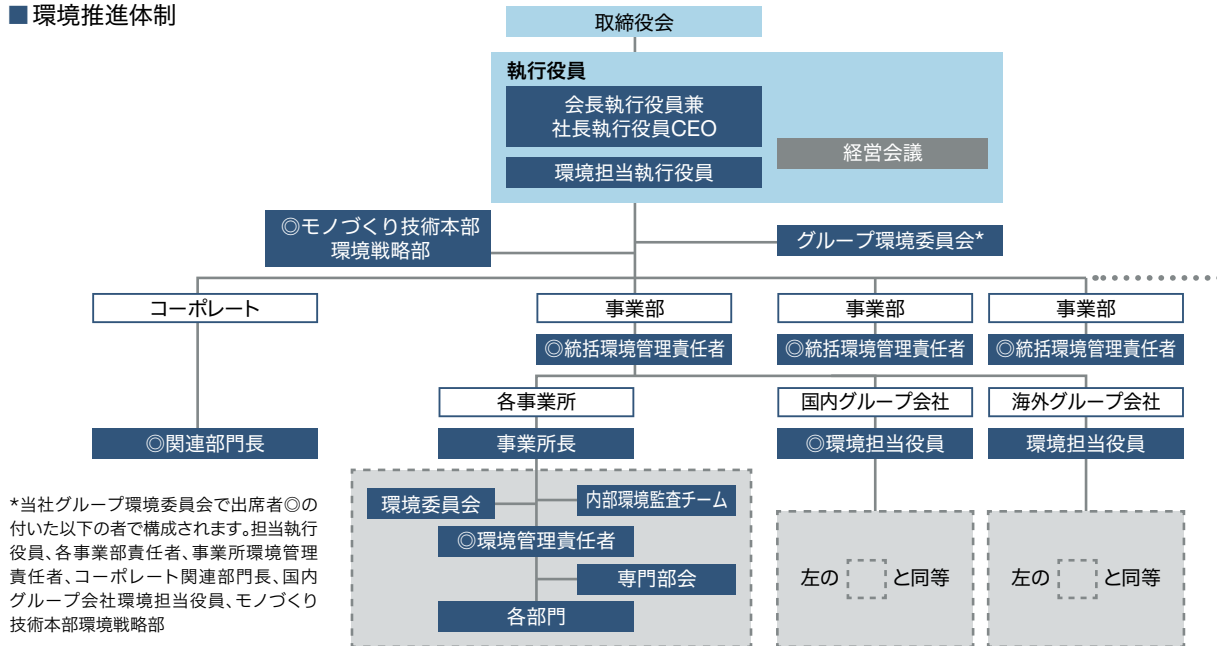 ■環境推進体制
取締役会
執行役員
会長執行役員兼
社長執行役員CEO
経営会議
環境担当執行役員
◎モノづくり技術本部
環境戦略部
グループ環境委員会*
コーポレート
事業部
事業部
事業部
◎統括環境管理責任者
◎統括環境管理責任者
◎統括環境管理責任者
各事業所
国内グループ会社
海外グループ会社
◎関連部門長
事業所長
◎環境担当役員
環境担当役員
環境委員会
内部環境監査チーム
◎環境管理責任者
専門部会
各部門
左の と同等
左の と同等
*当社グループ環境委員会で出席者◎の
付いた以下の者で構成されます。担当執行
役員、各事業部責任者、事業所環境管理
責任者、コーポレート関連部門長、国内
グループ会社環境担当役員、モノづくり
技術本部環境戦略部